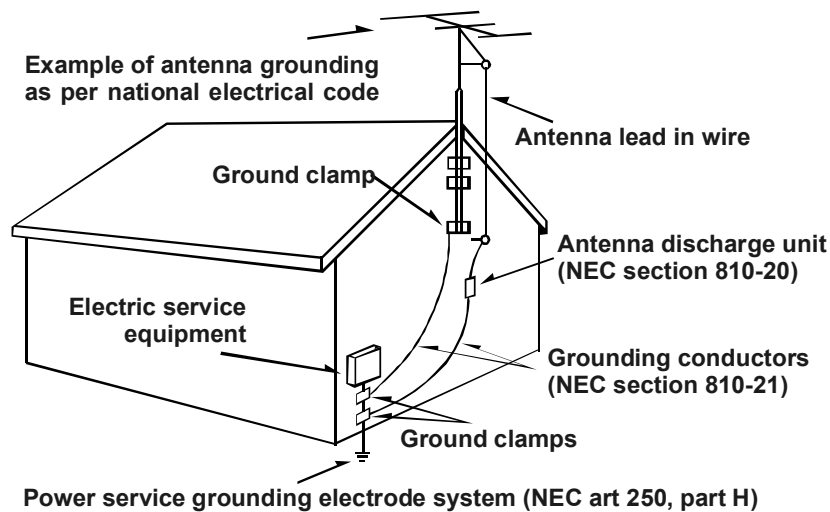 Example of antenna grounding
as per national electrical code
Antenna lead in wire
Ground clamp
Antenna discharge unit
(NEC section 810-20)
Electric service
equipment
Grounding conductors
(NEC section 810-21)
Ground clamps
Power service grounding electrode system (NEC art 250, part H)